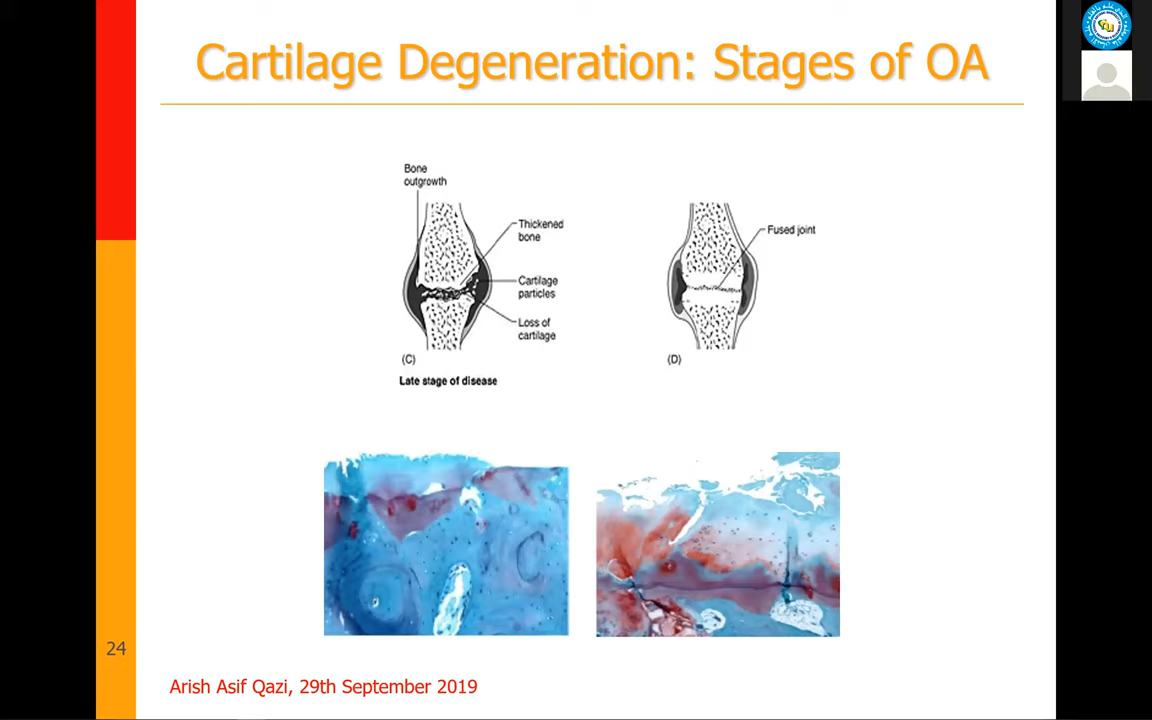 Cartilage Degeneration: Stages of OA
Bone
outgrowth
Thickened
bone
Cartilage
particles
Loss of
cartilage
(C)
Late stage of disease
Fused joint
(D)
24
Arish Asif Qazi, 29th September 2019